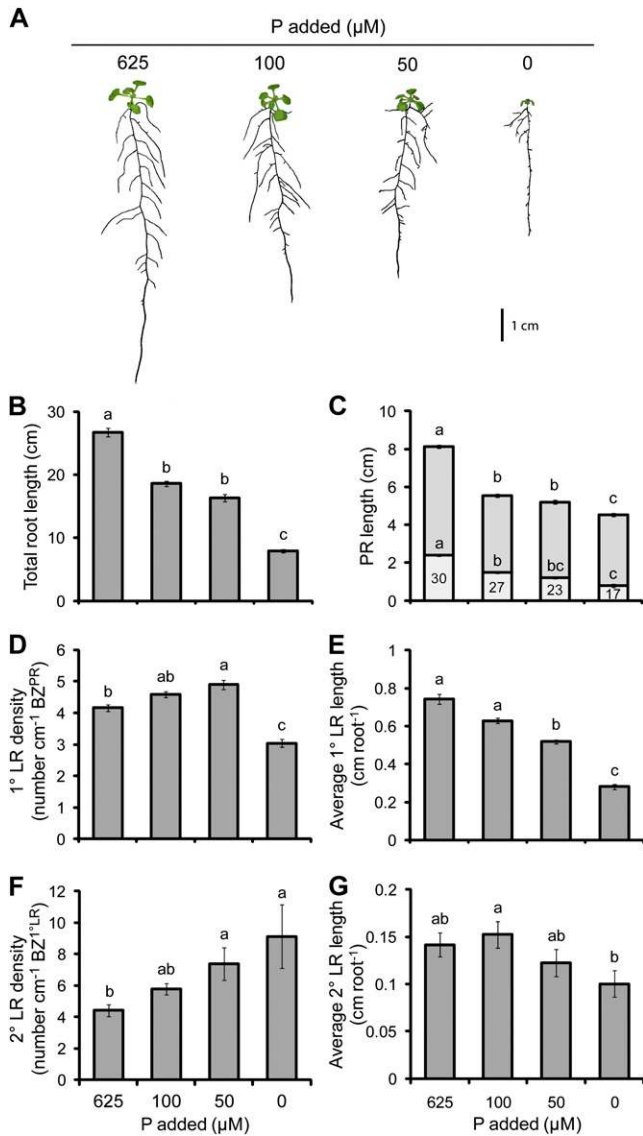 A
P added (µM)
625 100 50 0
1 cm
B
Total root length (cm)
30
20
10
0
a
b
b
c
C
PR length (cm)
10
8
6
4
2
0
a
b
b
c
a
b
bc
c
30
27
23
17
D
1° LR density
(number cm⁻¹ BZᴾᴿ)
6
5
4
3
2
1
0
b
ab
a
c
E
Average 1° LR length
(cm root⁻¹)
1
0.8
0.6
0.4
0.2
0
a
a
b
c
F
2° LR density
(number cm⁻¹ BZ¹°ᴸᴿ)
12
10
8
6
4
2
0
b
ab
a
a
625 100 50 0
P added (µM)
G
Average 2° LR length
(cm root⁻¹)
0.2
0.15
0.1
0.05
0
ab
a
ab
b
625 100 50 0
P added (µM)